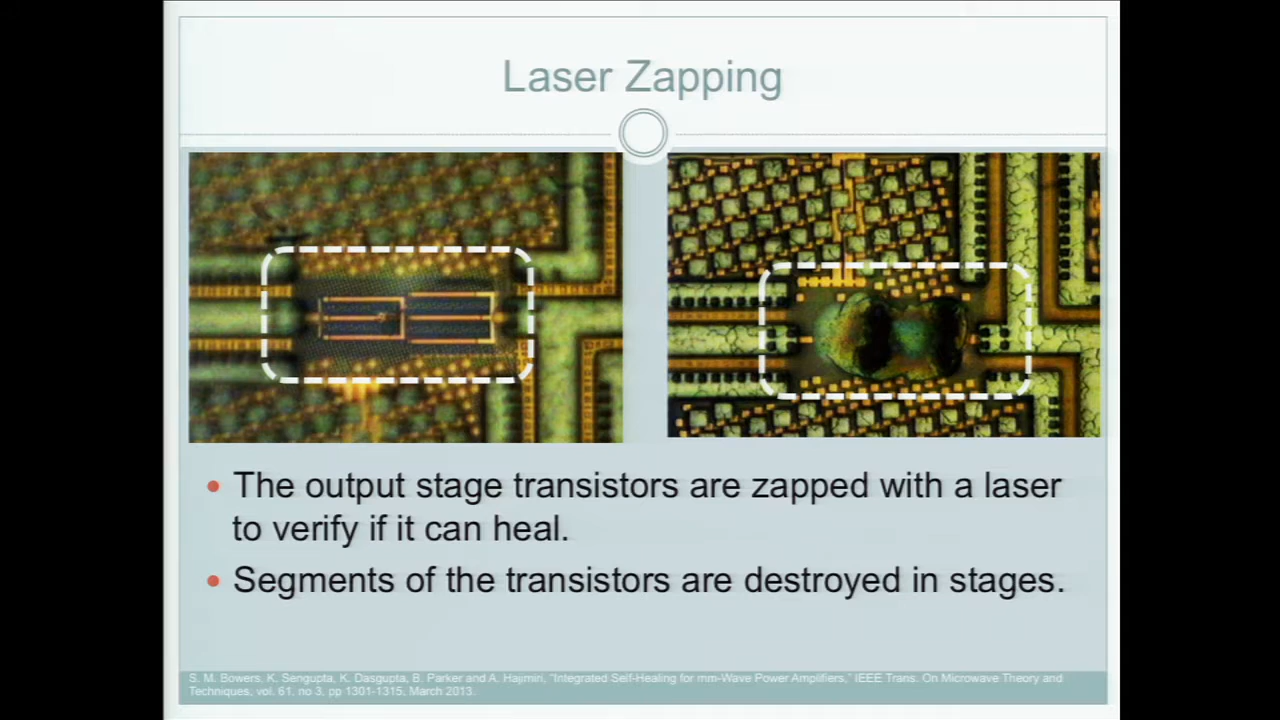 Laser Zapping
• The output stage transistors are zapped with a laser
to verify if it can heal.
• Segments of the transistors are destroyed in stages.
S. M. Bowers, K. Sengupta, K. Dasgupta, B. Parker and A. Hajimiri, "Integrated Self-Healing for mm-Wave Power Amplifiers," IEEE Trans. On Microwave Theory and
Techniques, vol. 61, no 3, pp 1301-1315, March 2013.